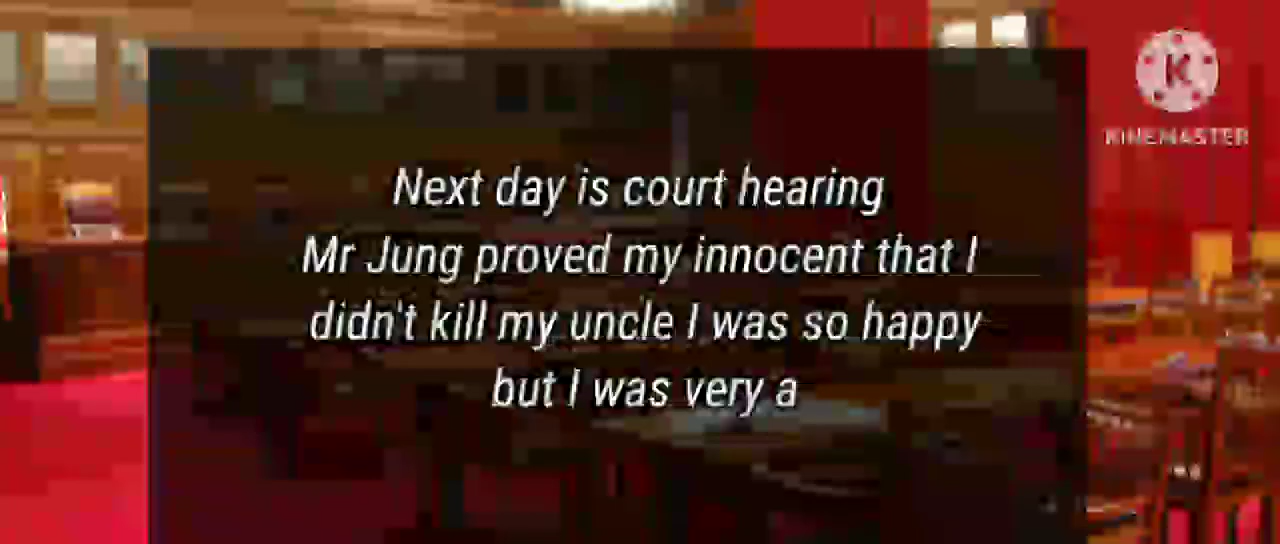 KINEMASTER
Next day is court hearing
Mr Jung proved my innocent that I
didn't kill my uncle I was so happy
but I was very a